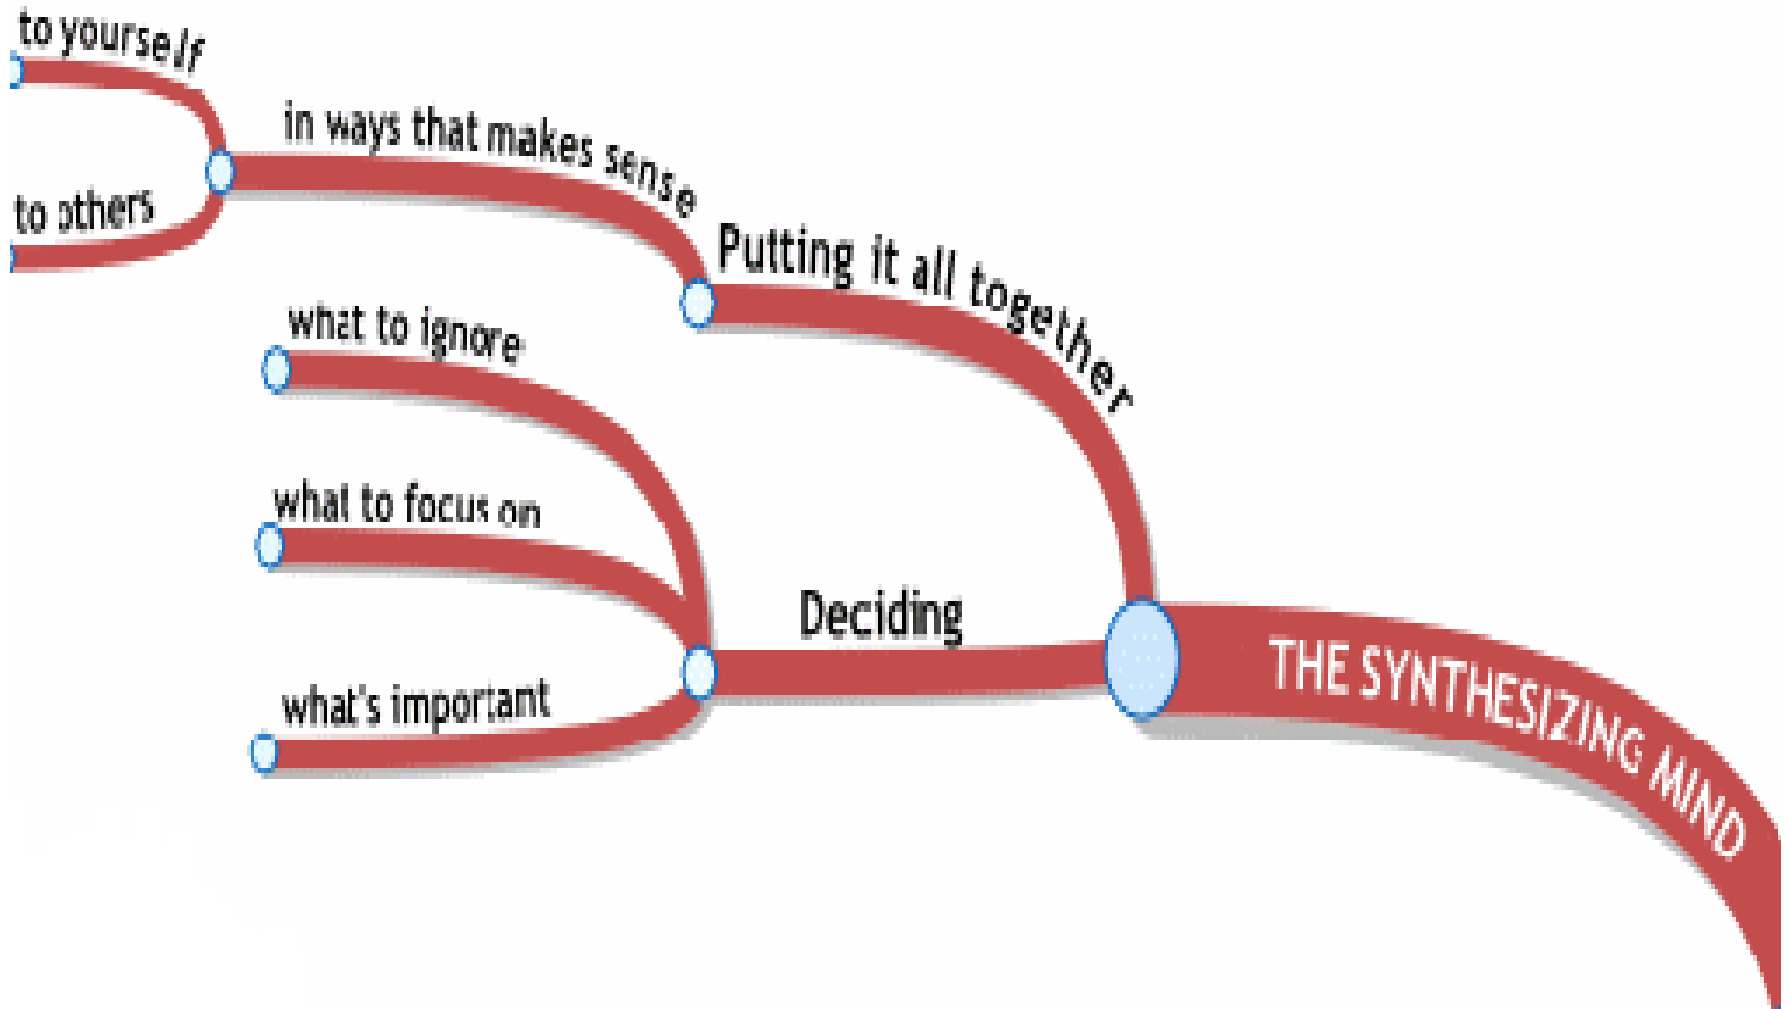 to yourself
in ways that makes sense
to others
Putting it all together
what to ignore
what to focus on
Deciding
what's important
THE SYNTHESIZING MIND